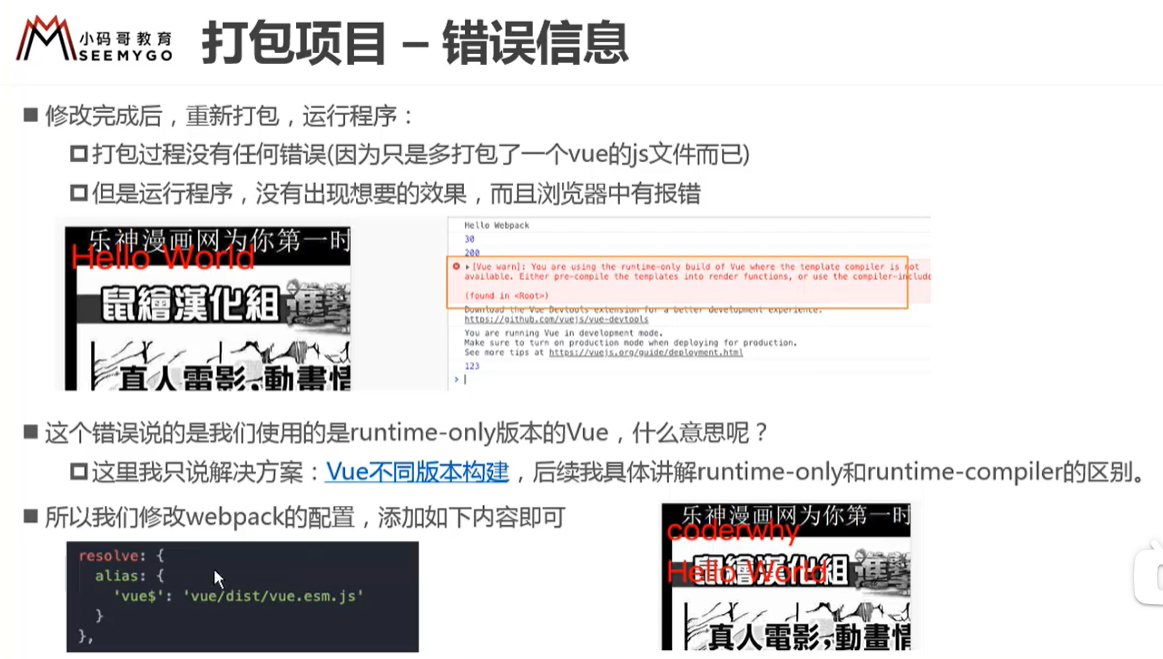 小码哥教育
SEEMYGO
打包项目 – 错误信息
■ 修改完成后，重新打包，运行程序：
打包过程没有任何错误(因为只是多打包了一个vue的js文件而已)
但是运行程序，没有出现想要的效果，而且浏览器中有报错
乐神漫画网为你第一时
Hello World
鼠繪漢化組 進擊
真人電影,動畫情
Hello Webpack
30
200
[Vue warn]: You are using the runtime-only build of Vue where the template compiler is not
available. Either pre-compile the templates into render functions, or use the compiler-include
(found in <Root>)
Download the Vue Devtools extension for a better development experience:
https://github.com/vuejs/vue-devtools
You are running Vue in development mode.
Make sure to turn on production mode when deploying for production.
See more tips at https://vuejs.org/guide/deployment.html
123
■ 这个错误说的是我们使用的是runtime-only版本的Vue，什么意思呢？
这里我只说解决方案：Vue不同版本构建，后续我具体讲解runtime-only和runtime-compiler的区别。
■ 所以我们修改webpack的配置，添加如下内容即可
resolve: {
alias: {
'vue$': 'vue/dist/vue.esm.js'
}
},
乐神漫画网为你第一时
coderwhy
鼠繪漢化組 進擊
Hello World
真人電影,動畫情